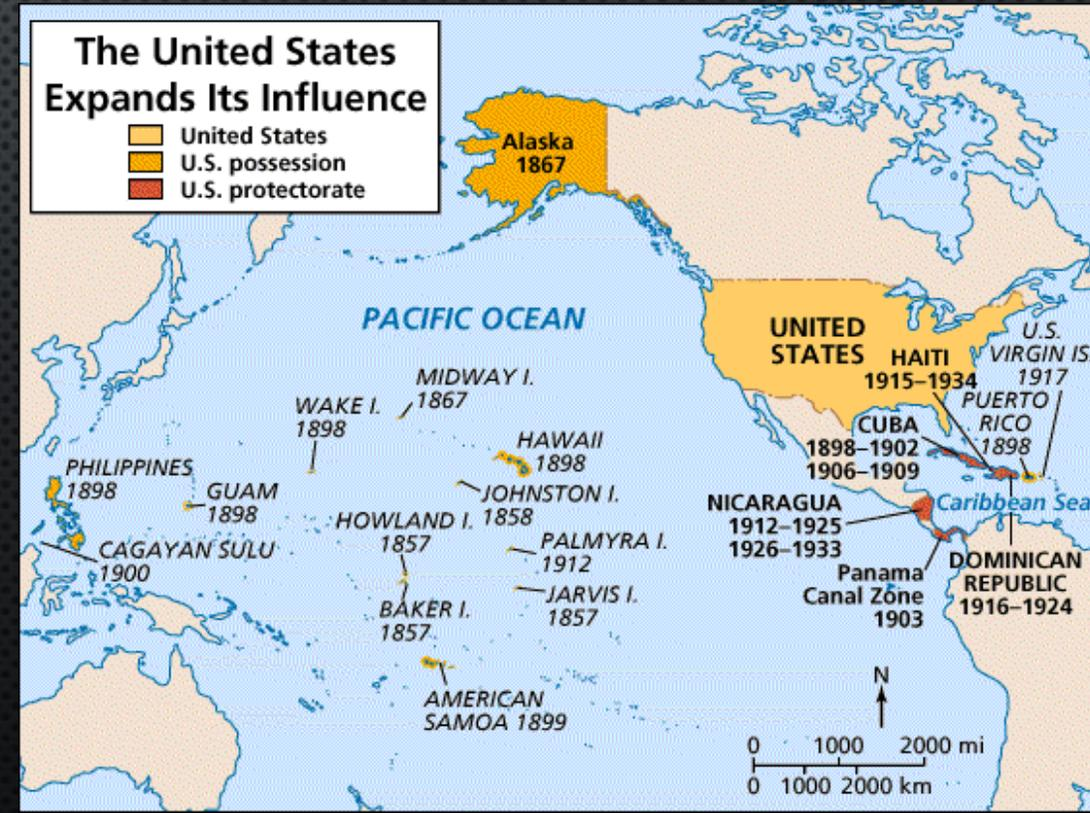 The United States
Expands Its Influence
United States
U.S. possession
U.S. protectorate
Alaska
1867
PACIFIC OCEAN
UNITED
STATES
HAITI
1915–1934
U.S.
VIRGIN IS
1917
PUERTO
RICO
1898
CUBA
1898–1902
1906–1909
MIDWAY I.
1867
WAKE I.
1898
HAWAII
1898
PHILIPPINES
1898
GUAM
1898
JOHNSTON I.
1858
NICARAGUA
1912–1925
1926–1933
Caribbean Sea
HOWLAND I.
1857
PALMYRA I.
1912
CAGAYAN SULU
1900
DOMINICAN
REPUBLIC
1916–1924
Panama
Canal Zone
1903
BAKER I.
1857
JARVIS I.
1857
AMERICAN
SAMOA 1899
N
0 1000 2000 mi
0 1000 2000 km